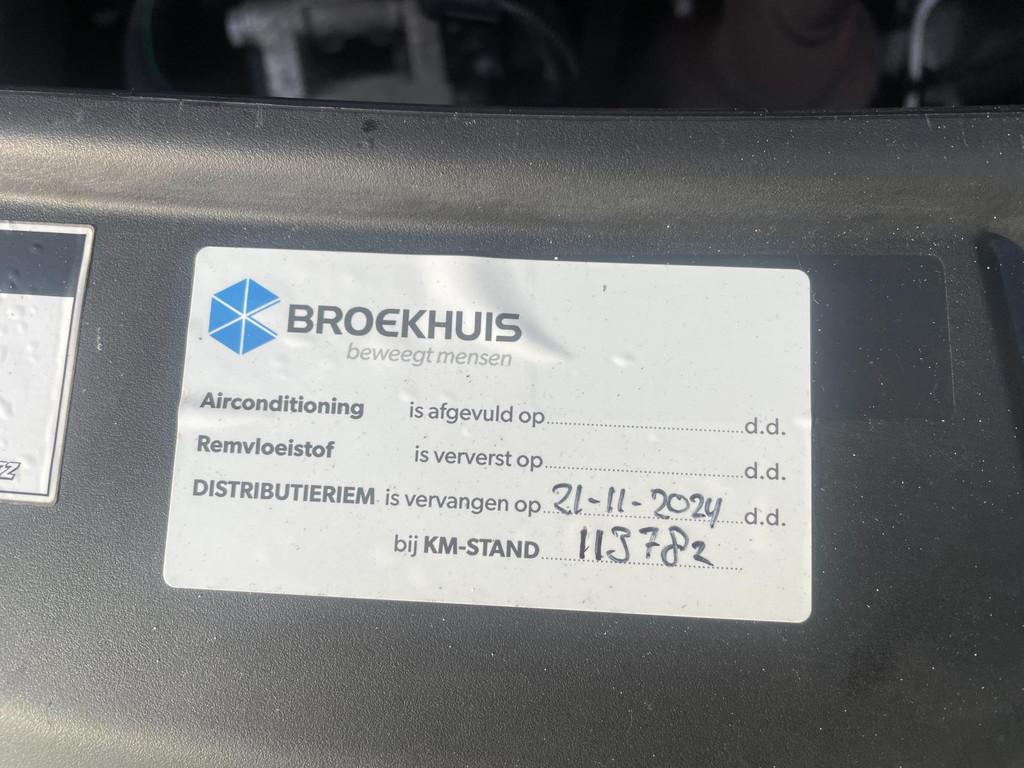 BROEKHUIS
beweegt mensen
Airconditioning is afgevuld op....................d.d.
Remvloeistof is ververst op....................d.d.
DISTRIBUTIERIEM is vervangen op 21-11-2024 d.d.
bij KM-STAND 113782